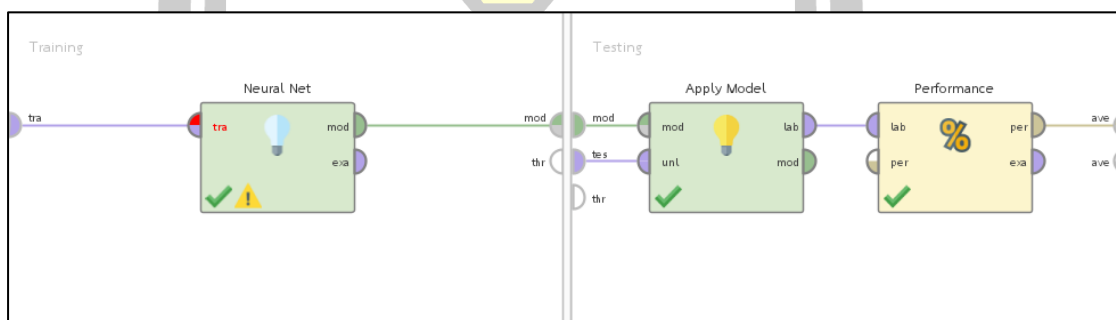 Training
Testing
Neural Net
Apply Model
Performance
tra
tra
mod
exa
mod
thr
mod
tes
thr
mod
unl
lab
mod
lab
per
per
exa
ave
ave
%